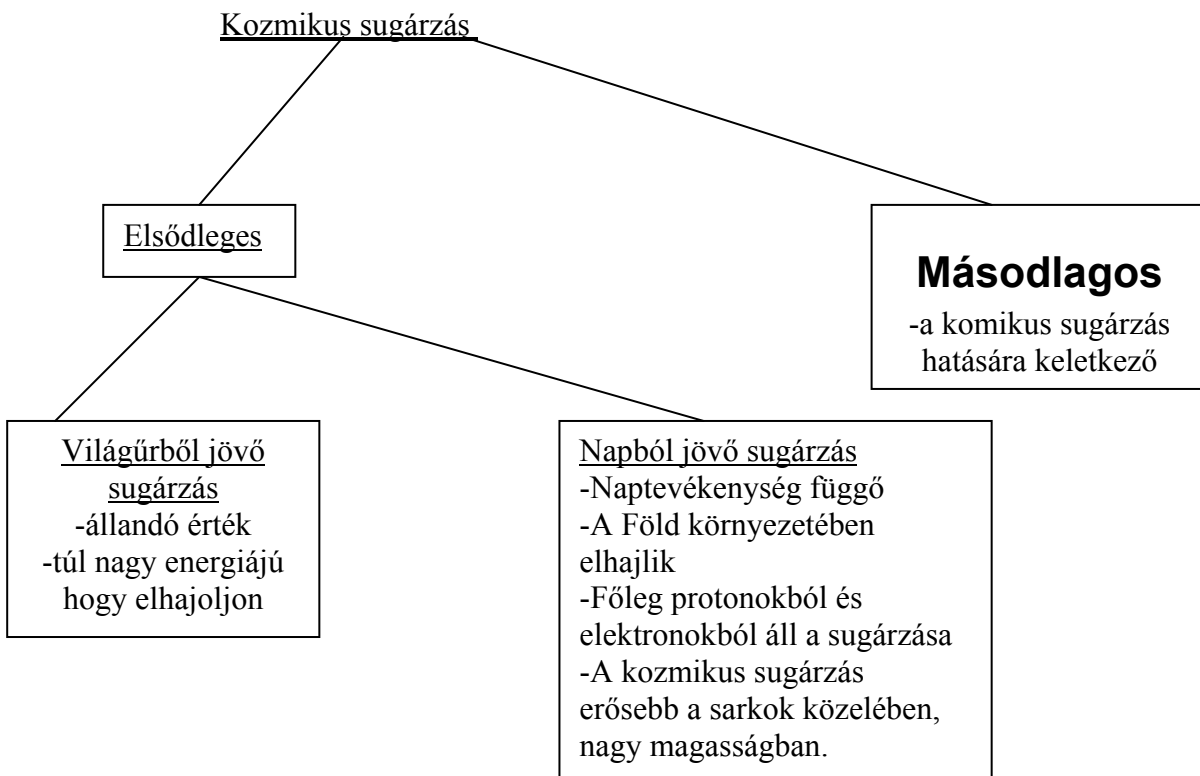 Kozmikus sugárzás
Elsődleges
Másodlagos
-a komikus sugárzás
hatására keletkező
Világűrből jövő
sugárzás
-állandó érték
-túl nagy energiájú
hogy elhajoljon
Napból jövő sugárzás
-Naptevékenység függő
-A Föld környezetében
elhajlik
-Főleg protonokból és
elektronokból áll a sugárzása
-A kozmikus sugárzás
erősebb a sarkok közelében,
nagy magasságban.